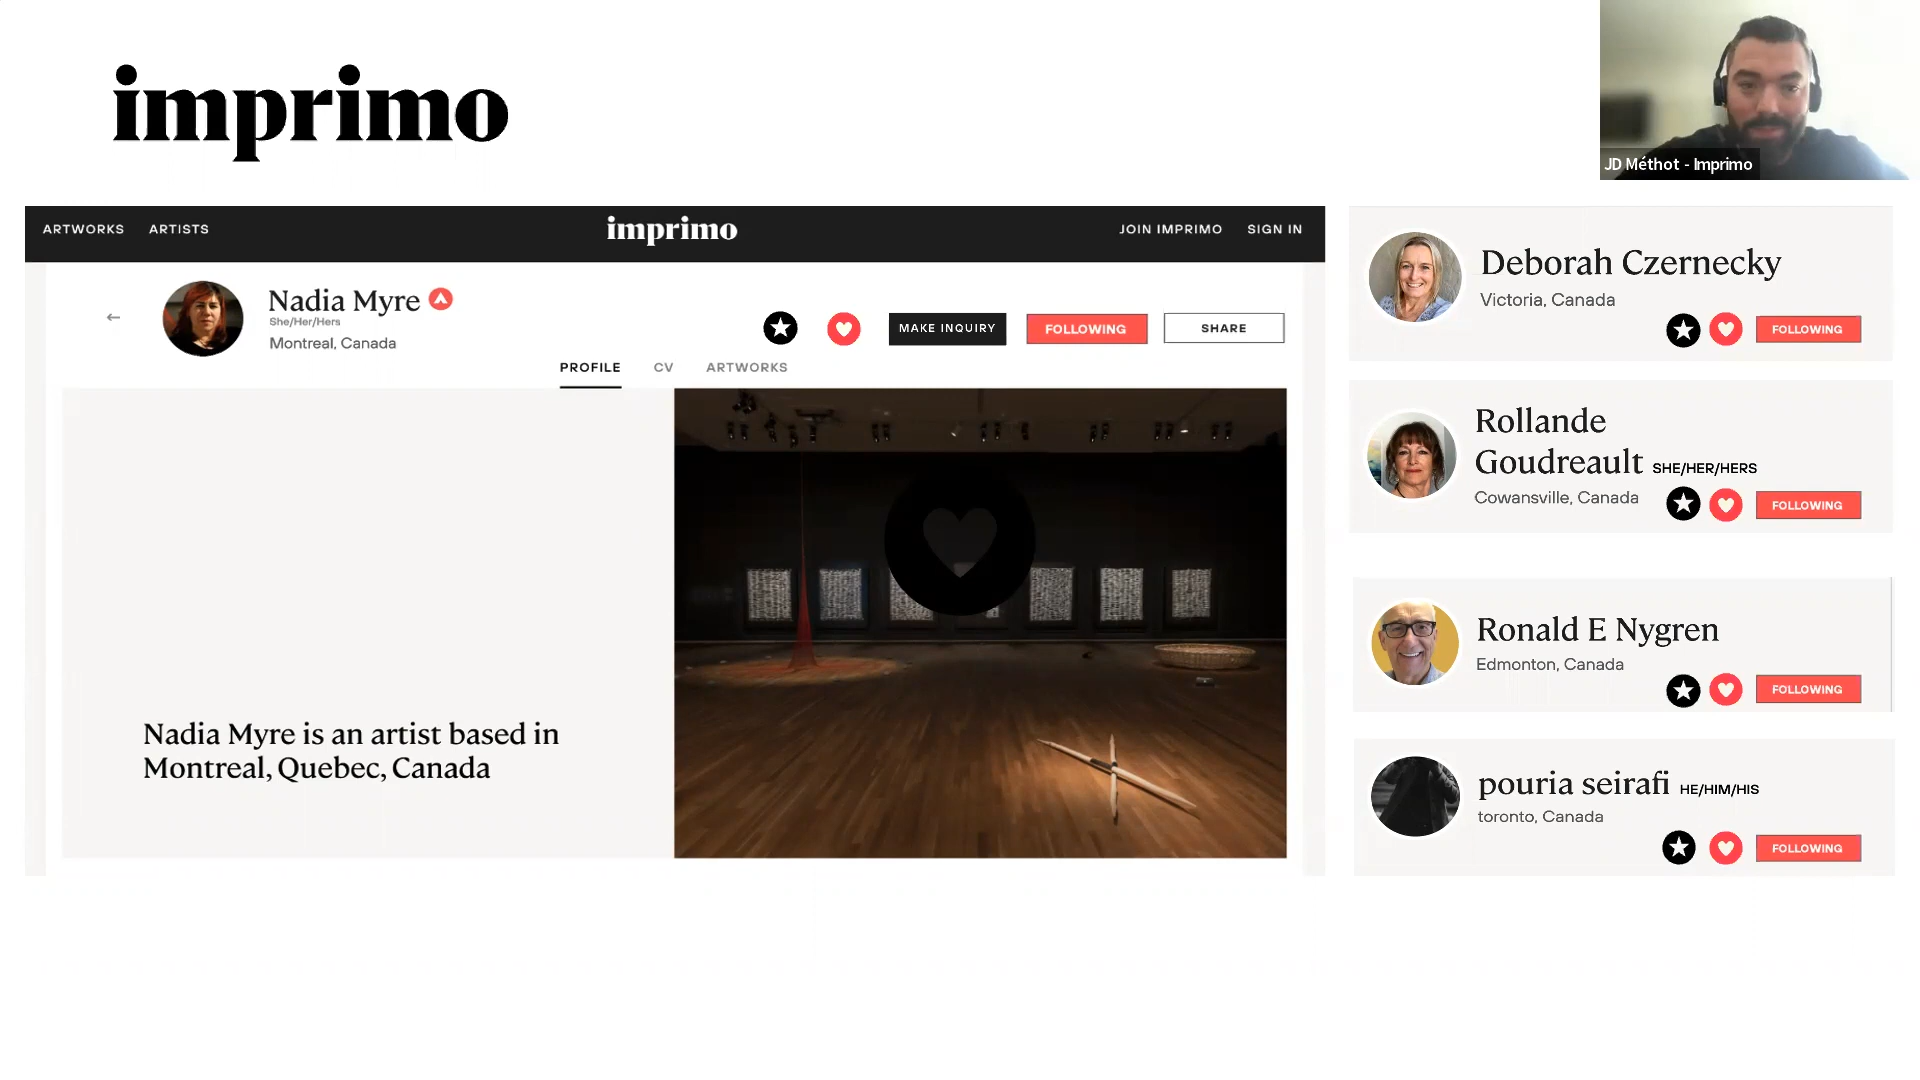 imprimo
JD Méthot - Imprimo
ARTWORKS ARTISTS imprimo JOIN IMPRIMO SIGN IN
Nadia Myre
She/Her/Hers
Montreal, Canada
MAKE INQUIRY FOLLOWING SHARE
PROFILE CV ARTWORKS
Nadia Myre is an artist based in
Montreal, Quebec, Canada
Deborah Czernecky
Victoria, Canada
FOLLOWING
Rollande
Goudreault SHE/HER/HERS
Cowansville, Canada
FOLLOWING
Ronald E Nygren
Edmonton, Canada
FOLLOWING
pouria seirafi HE/HIM/HIS
toronto, Canada
FOLLOWING